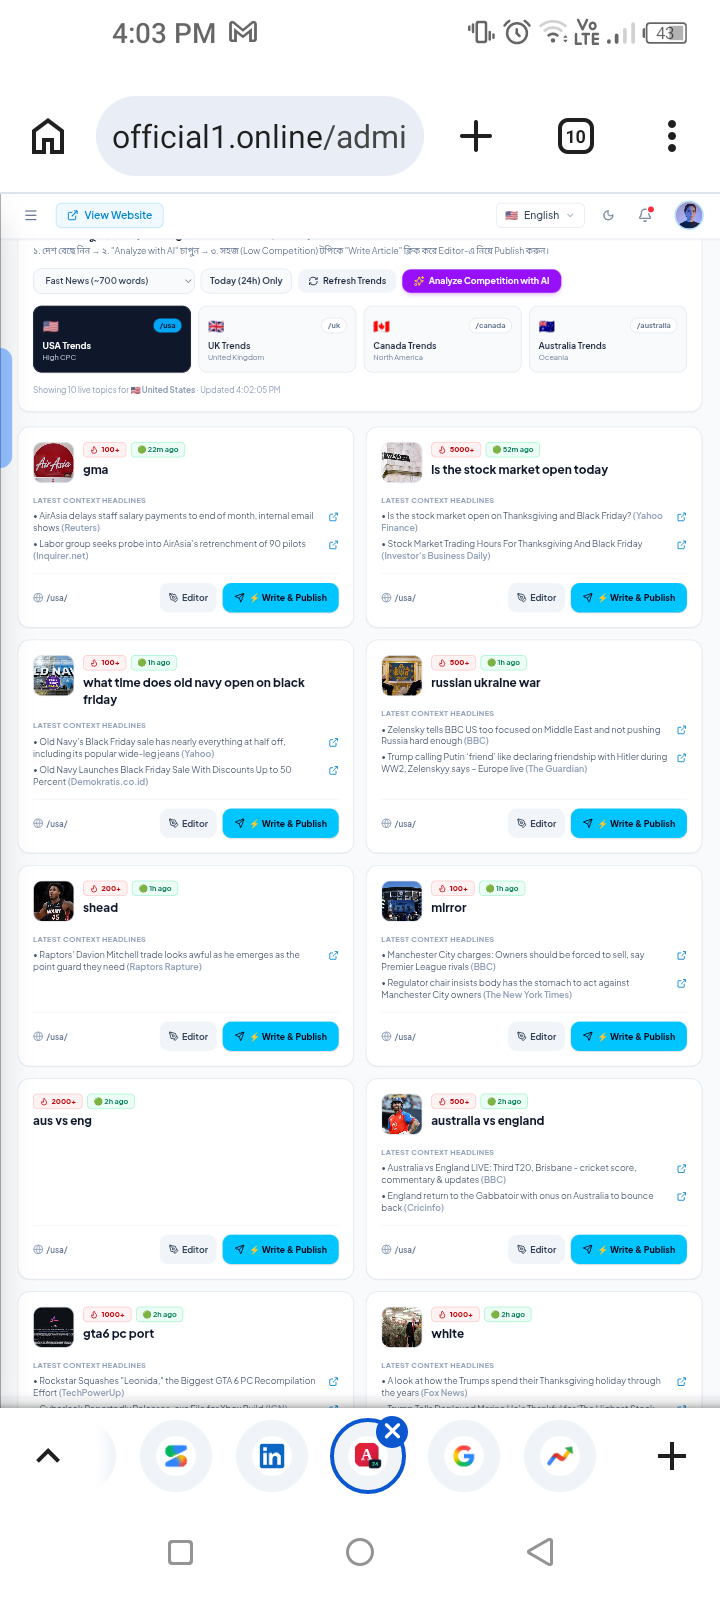 4:03 PM
Vo
LTE
43
official1.online/admi
10
View Website
English
১. দেশ বেছে নিন → ২. "Analyze with AI" চাপুন → ৩. সহজ (Low Competition) টপিকে "Write Article" ক্লিক করে Editor-এ নিয়ে Publish করুন।
Fast News (~700 words)
Today (24h) Only
Refresh Trends
Analyze Competition with AI
/usa
USA Trends
High CPC
/uk
UK Trends
United Kingdom
/canada
Canada Trends
North America
/australia
Australia Trends
Oceania
Showing 10 live topics for United States · Updated 4:02:05 PM
100+
22m ago
gma
LATEST CONTEXT HEADLINES
• AirAsia delays staff salary payments to end of month, internal email
shows (Reuters)
• Labor group seeks probe into AirAsia's retrenchment of 90 pilots
(Inquirer.net)
/usa/
Editor
Write & Publish
5000+
52m ago
is the stock market open today
LATEST CONTEXT HEADLINES
• Is the stock market open on Thanksgiving and Black Friday? (Yahoo
Finance)
• Stock Market Trading Hours For Thanksgiving And Black Friday
(Investor's Business Daily)
/usa/
Editor
Write & Publish
100+
1h ago
what time does old navy open on black
friday
LATEST CONTEXT HEADLINES
• Old Navy's Black Friday sale has nearly everything at half off,
including its popular wide-leg jeans (Yahoo)
• Old Navy Launches Black Friday Sale With Discounts Up to 50
Percent (Demokratis.co.id)
/usa/
Editor
Write & Publish
500+
1h ago
russian ukraine war
LATEST CONTEXT HEADLINES
• Zelensky tells BBC US too focused on Middle East and not pushing
Russia hard enough (BBC)
• Trump calling Putin 'friend' like declaring friendship with Hitler during
WW2, Zelenskyy says – Europe live (The Guardian)
/usa/
Editor
Write & Publish
200+
1h ago
shead
LATEST CONTEXT HEADLINES
• Raptors' Davion Mitchell trade looks awful as he emerges as the
point guard they need (Raptors Rapture)
/usa/
Editor
Write & Publish
100+
1h ago
mirror
LATEST CONTEXT HEADLINES
• Manchester City charges: Owners should be forced to sell, say
Premier League rivals (BBC)
• Regulator chair insists body has the stomach to act against
Manchester City owners (The New York Times)
/usa/
Editor
Write & Publish
2000+
2h ago
aus vs eng
/usa/
Editor
Write & Publish
500+
2h ago
australia vs england
LATEST CONTEXT HEADLINES
• Australia vs England LIVE: Third T20, Brisbane - cricket score,
commentary & updates (BBC)
• England return to the Gabbatoir with onus on Australia to bounce
back (Cricinfo)
/usa/
Editor
Write & Publish
1000+
2h ago
gta6 pc port
LATEST CONTEXT HEADLINES
• Rockstar Squashes "Leonida," the Biggest GTA 6 PC Recompilation
Effort (TechPowerUp)
1000+
2h ago
white
LATEST CONTEXT HEADLINES
• A look at how the Trumps spend their Thanksgiving holiday through
the years (Fox News)